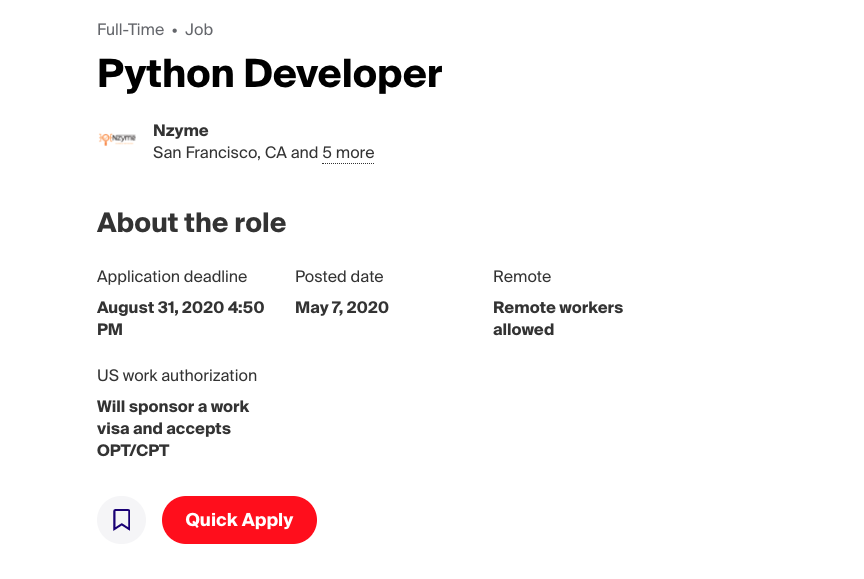 Full-Time • Job
Python Developer
Nzyme
Nzyme
San Francisco, CA and 5 more
About the role
Application deadline
Posted date
Remote
August 31, 2020 4:50
PM
May 7, 2020
Remote workers
allowed
US work authorization
Will sponsor a work
visa and accepts
OPT/CPT
Quick Apply